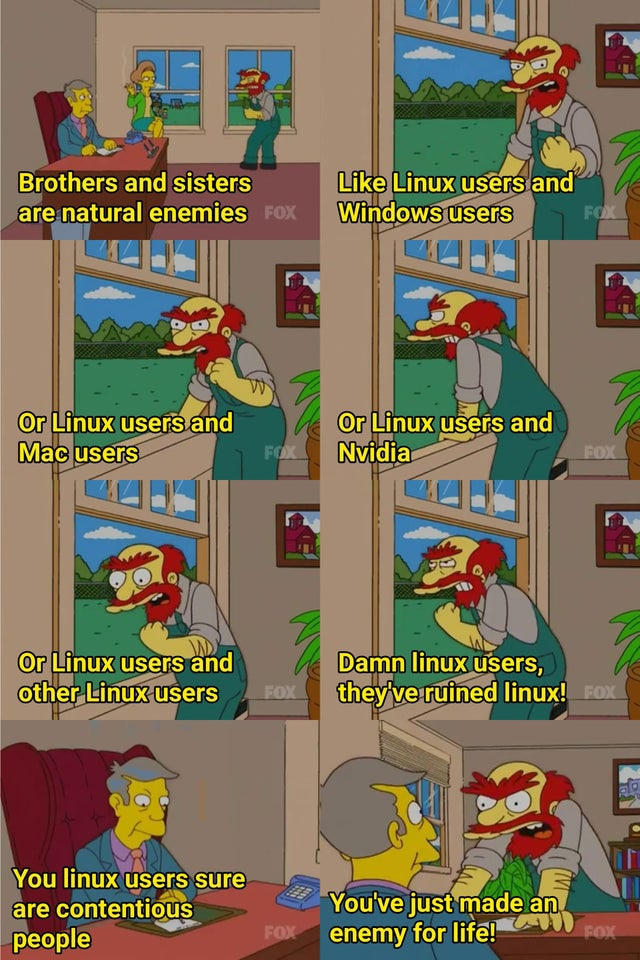 Brothers and sisters
are natural enemies
FOX
Like Linux users and
Windows users
FOX
Or Linux users and
Mac users
FOX
Or Linux users and
Nvidia
FOX
Or Linux users and
other Linux users
FOX
Damn linux users,
they've ruined linux!
FOX
You linux users sure
are contentious
people
FOX
You've just made an
enemy for life!
FOX